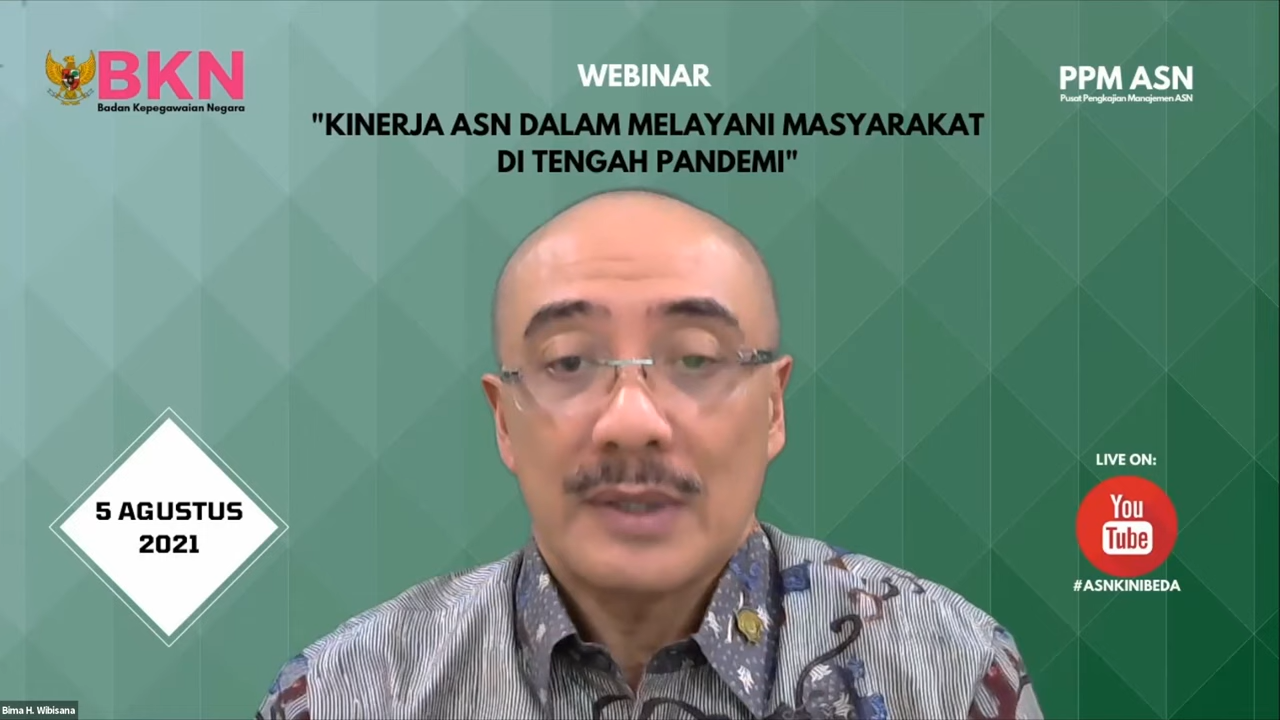 BKN
Badan Kepegawaian Negara
WEBINAR
"KINERJA ASN DALAM MELAYANI MASYARAKAT
DI TENGAH PANDEMI"
PPM ASN
Pusat Pengkajian Manajemen ASN
5 AGUSTUS
2021
LIVE ON:
You
Tube
#ASNKINIBEDA
Bima H. Wibisana